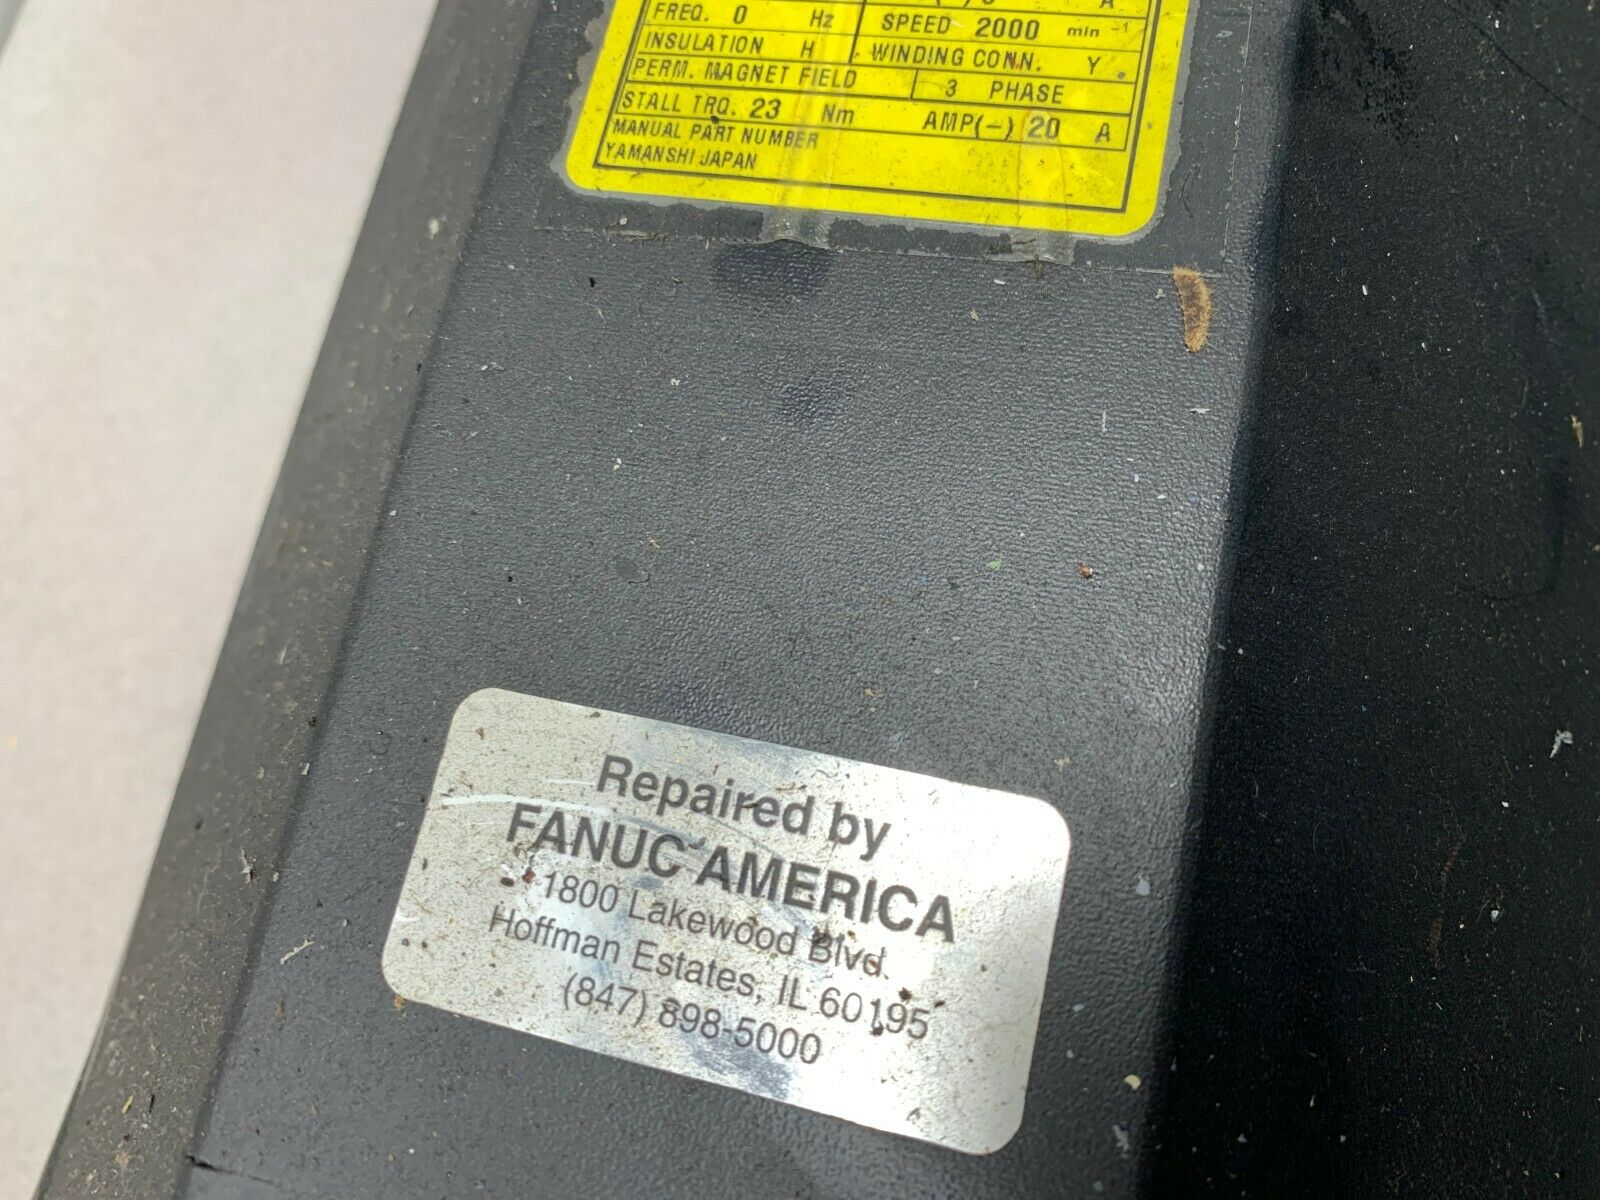 A
FREQ. 0 Hz SPEED 2000 min⁻¹
INSULATION H WINDING CONN. Y
PERM. MAGNET FIELD 3 PHASE
STALL TRQ. 23 Nm AMP(~) 20 A
MANUAL PART NUMBER
YAMANSHI JAPAN
Repaired by
FANUC AMERICA
1800 Lakewood Blvd.
Hoffman Estates, IL 60195
(847) 898-5000